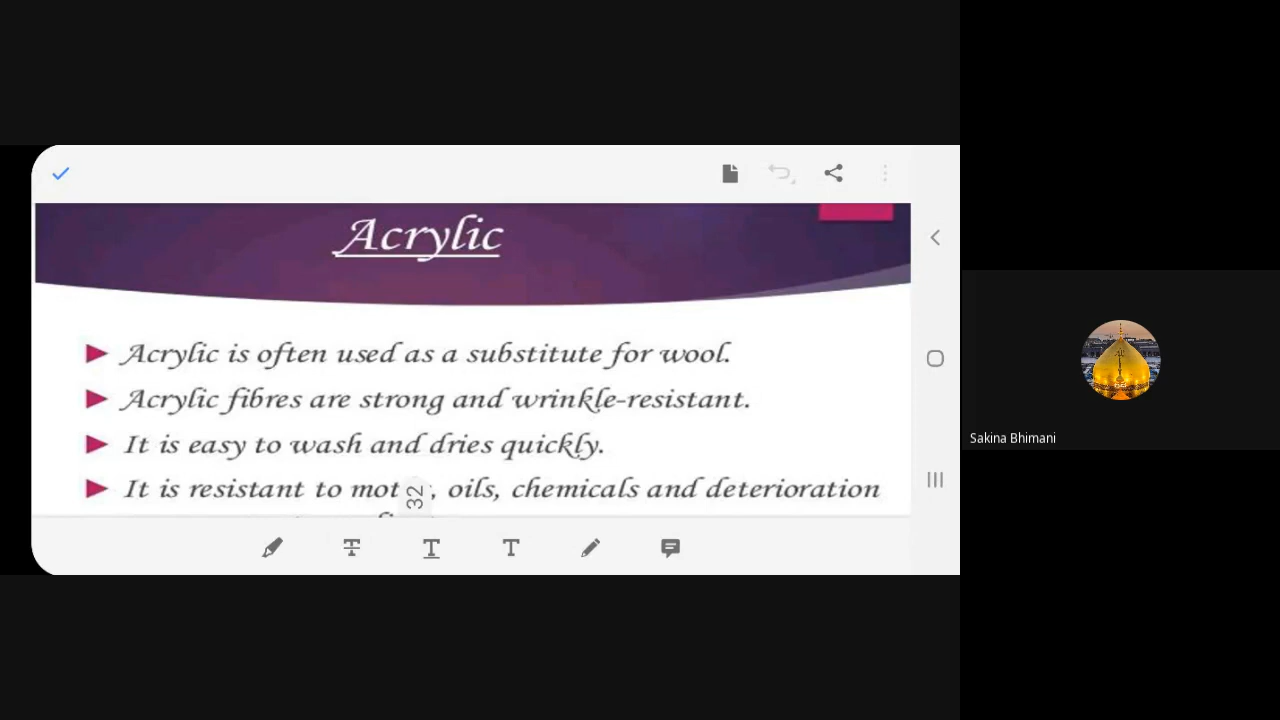 Acrylic
Acrylic is often used as a substitute for wool.
Acrylic fibres are strong and wrinkle-resistant.
It is easy to wash and dries quickly.
It is resistant to , oils, chemicals and deterioration
32
Sakina Bhimani